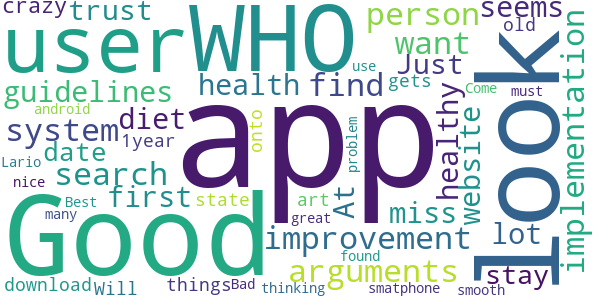 crazy
trust
user
WHO
person
seems
old
want
look
implementation
guidelines
health
find
Just
use
gets
Come
must
android
system
diet
1year
onto
problem
healthy
website
app
Lario
date
search
first
state
art
At
miss
lot
nice
Best
many
great
Good
improvement
found
arguments
stay
download
Will
things
Bad
thinking
smatphone
smooth